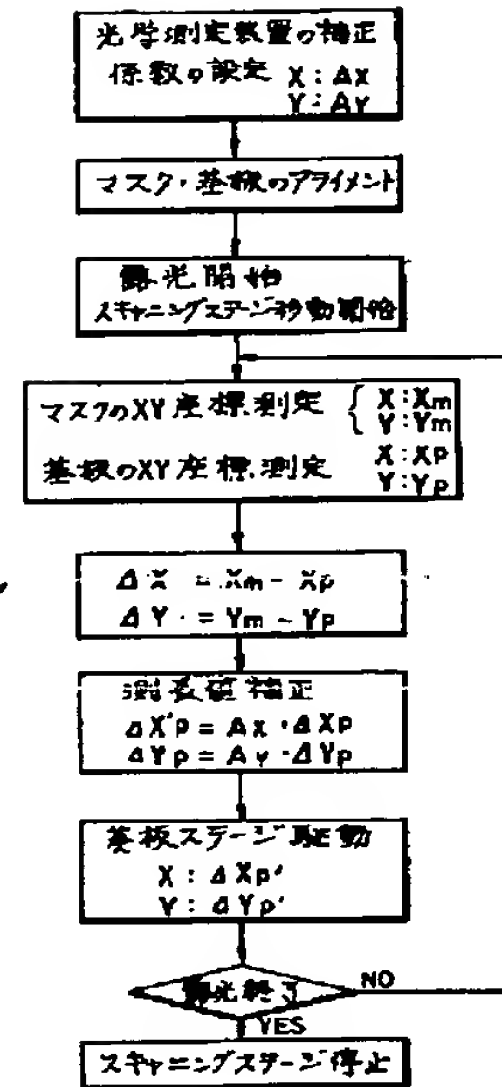 光学測定装置の補正
係数の設定 X:Ax
Y:Ay
マスク・基板のアライメント
露光開始
スキャニングステージ移動開始
マスクのXY座標測定 { X:Xm
Y:Ym
基板のXY座標測定 X:Xp
Y:Yp
ΔX = Xm - Xp
ΔY = Ym - Yp
測長値補正
ΔX'p = Ax・ΔXp
ΔYp = Ay・ΔYp
基板ステージ駆動
X:ΔXp'
Y:ΔYp'
露光終了
NO
YES
スキャニングステージ停止